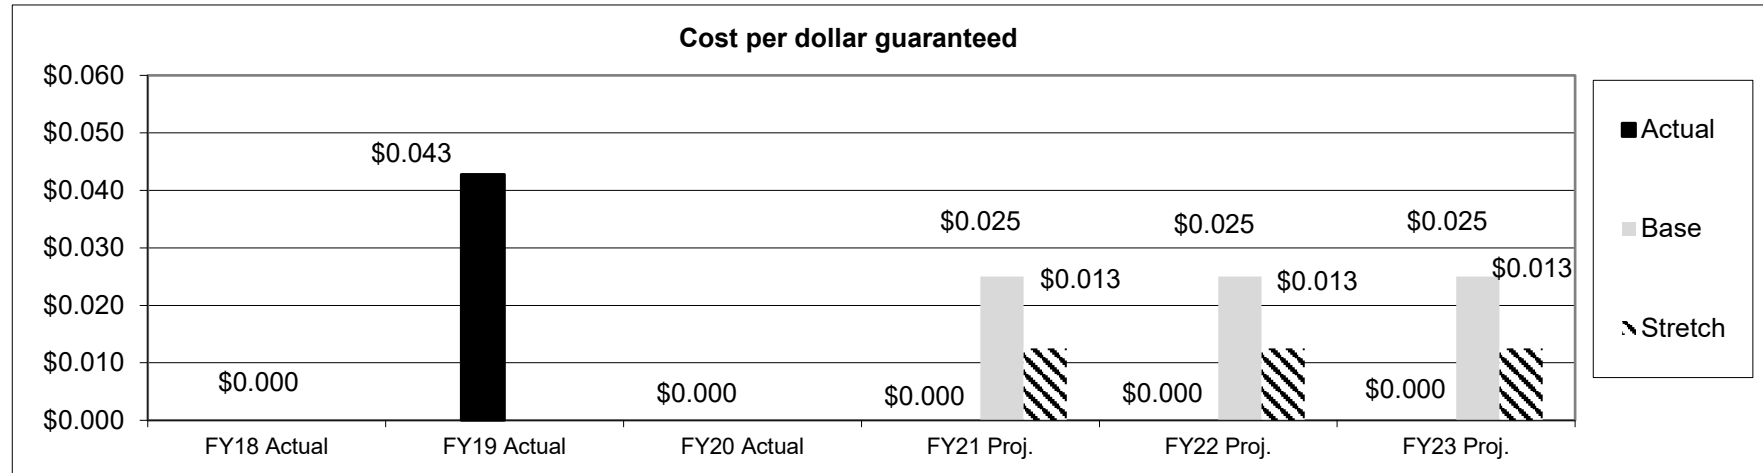 Cost per dollar guaranteed
$0.060
$0.050
$0.040
$0.030
$0.020
$0.010
$0.000
$0.000
$0.043
$0.000
$0.000
$0.025
$0.013
$0.000
$0.025
$0.013
$0.000
$0.025
$0.013
FY18 Actual
FY19 Actual
FY20 Actual
FY21 Proj.
FY22 Proj.
FY23 Proj.
Actual
Base
Stretch